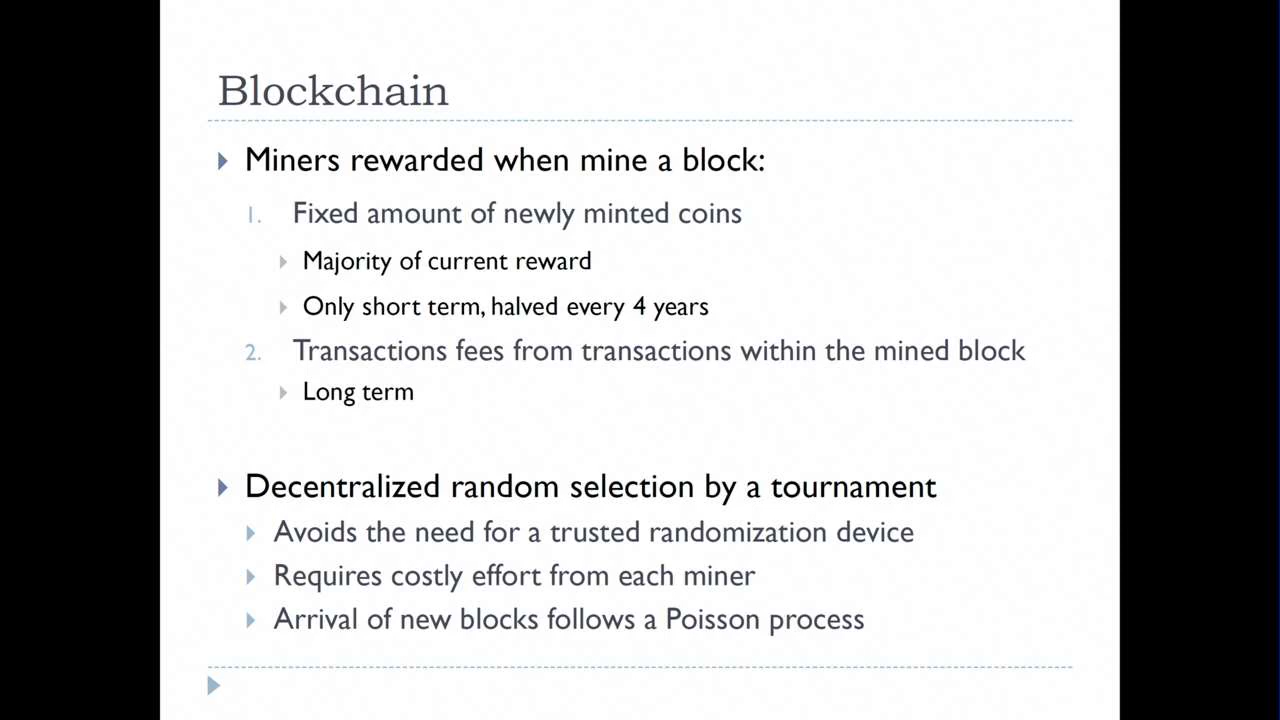 Blockchain
Miners rewarded when mine a block:
1. Fixed amount of newly minted coins
Majority of current reward
Only short term, halved every 4 years
2. Transactions fees from transactions within the mined block
Long term
Decentralized random selection by a tournament
Avoids the need for a trusted randomization device
Requires costly effort from each miner
Arrival of new blocks follows a Poisson process